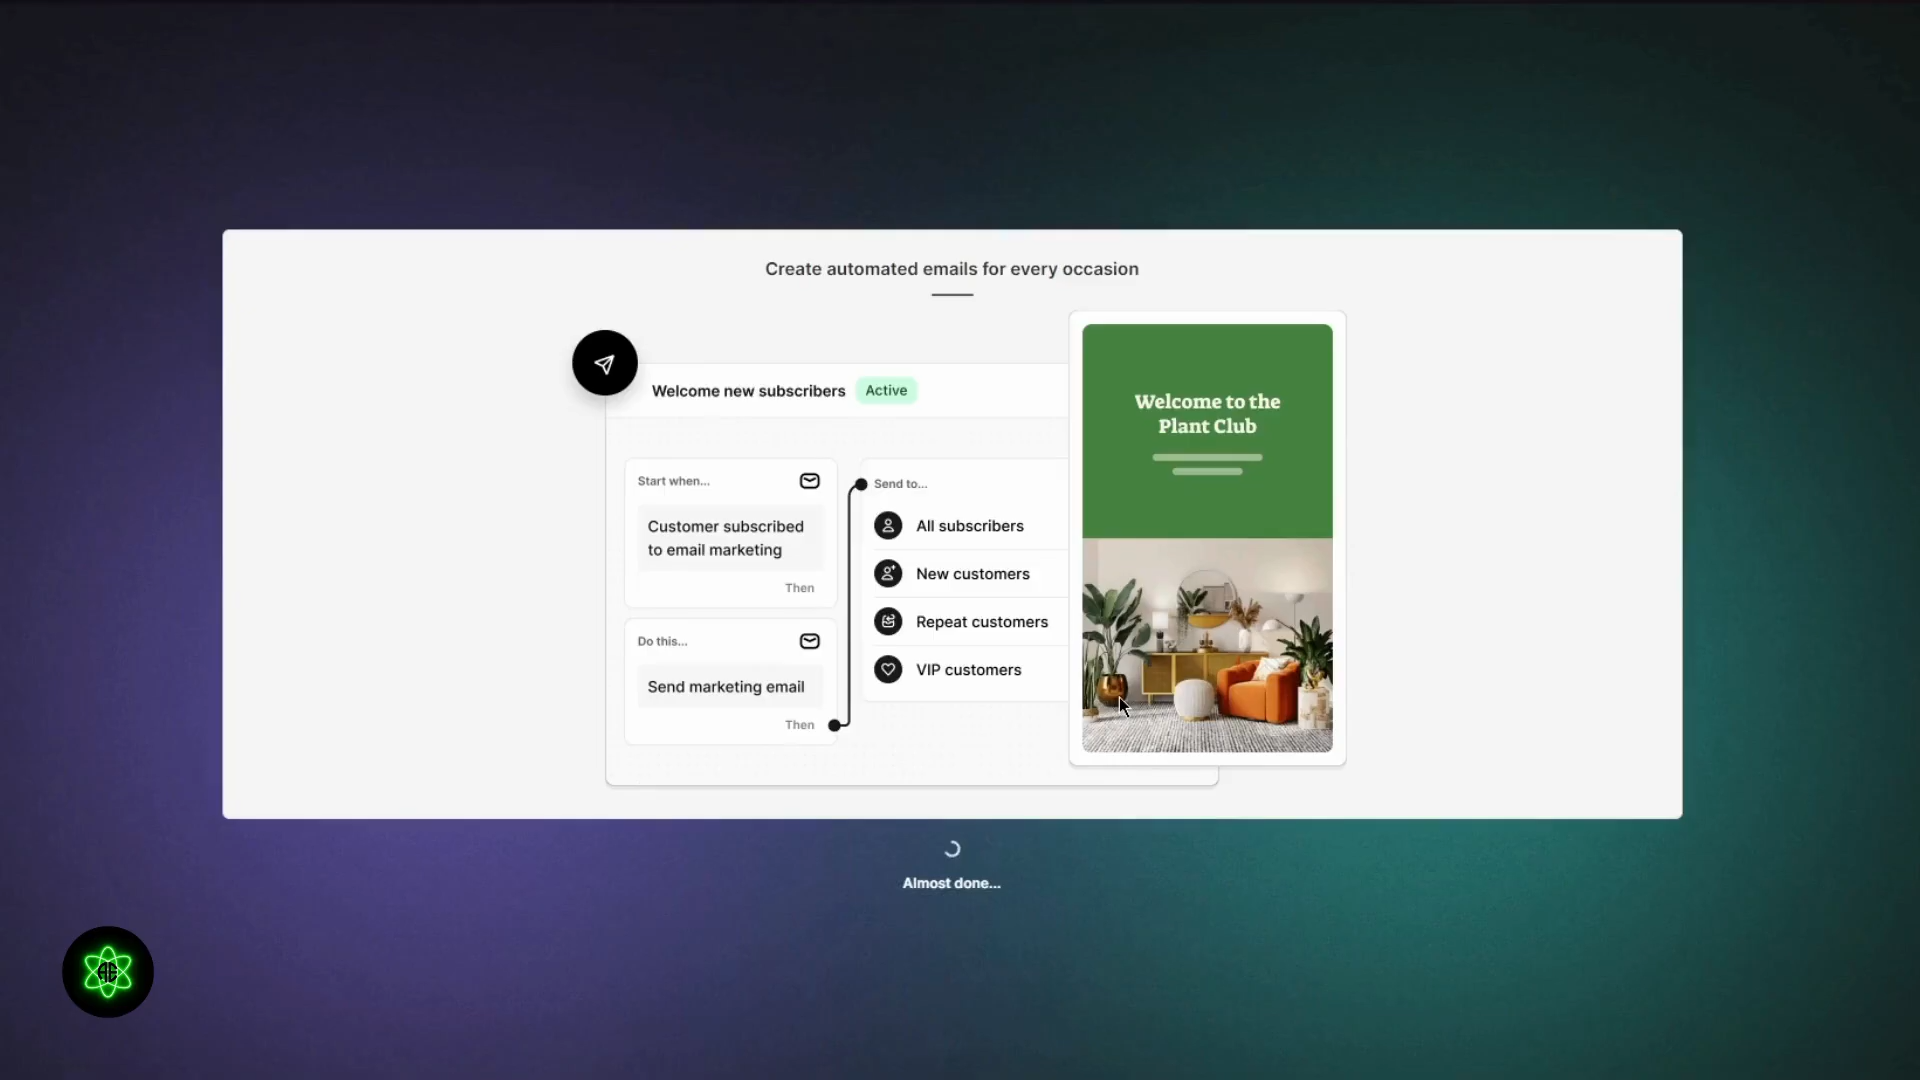 Create automated emails for every occasion
Welcome new subscribers
Active
Start when...
Customer subscribed
to email marketing
Then
Do this...
Send marketing email
Then
Send to...
All subscribers
New customers
Repeat customers
VIP customers
Welcome to the
Plant Club
Almost done...